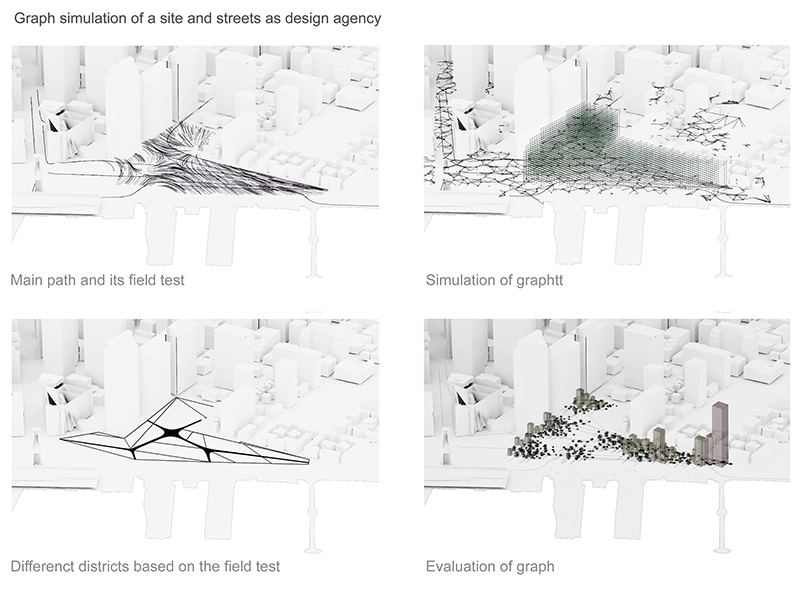 Graph simulation of a site and streets as design agency
Main path and its field test
Simulation of graphtt
Differenct districts based on the field test
Evaluation of graph